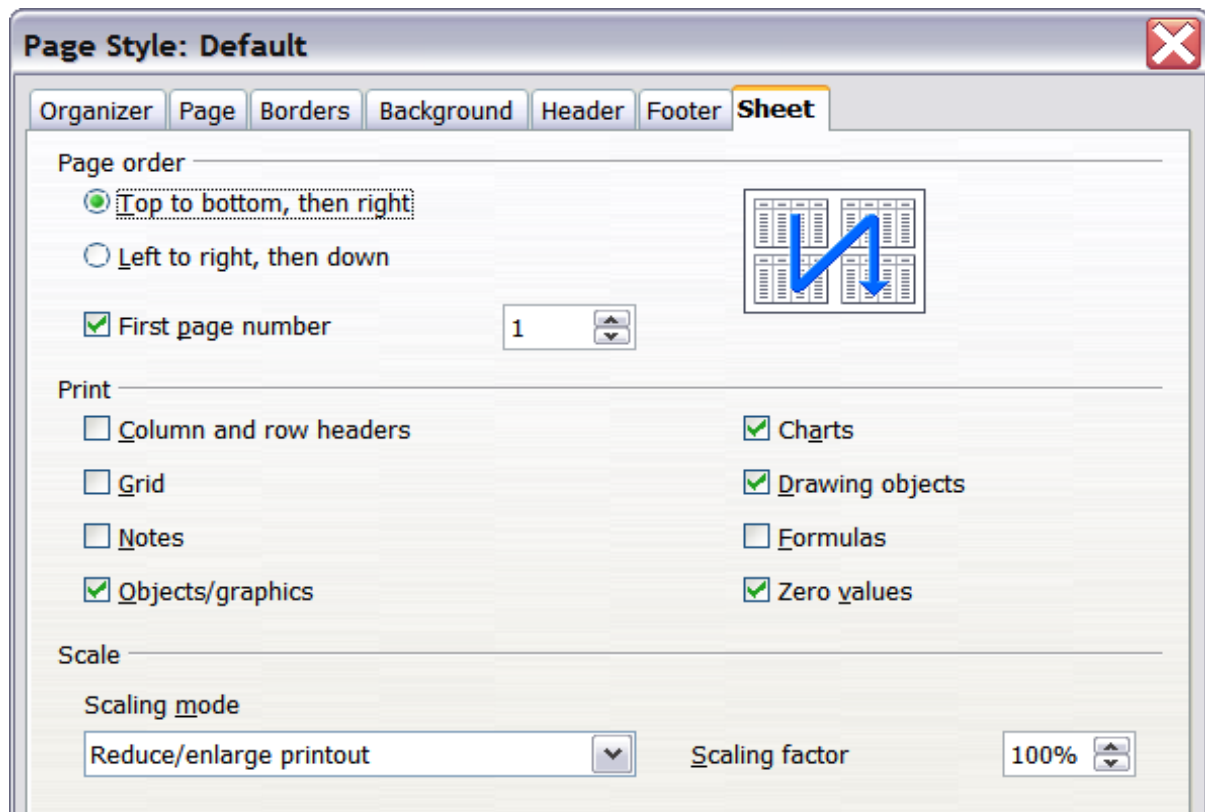 Page Style: Default
Organizer Page Borders Background Header Footer Sheet
Page order
Top to bottom, then right
Left to right, then down
First page number 1
Print
Column and row headers Charts
Grid Drawing objects
Notes Formulas
Objects/graphics Zero values
Scale
Scaling mode
Reduce/enlarge printout Scaling factor 100%